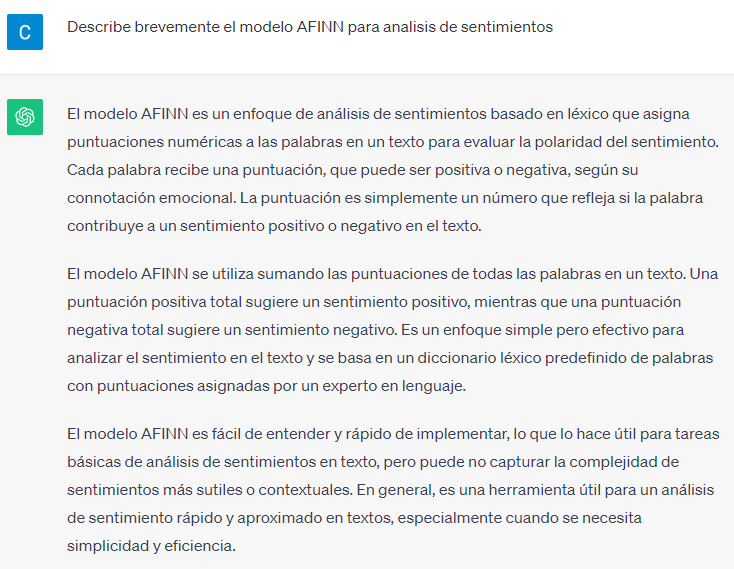 C
Describe brevemente el modelo AFINN para analisis de sentimientos
El modelo AFINN es un enfoque de análisis de sentimientos basado en léxico que asigna
puntuaciones numéricas a las palabras en un texto para evaluar la polaridad del sentimiento.
Cada palabra recibe una puntuación, que puede ser positiva o negativa, según su
connotación emocional. La puntuación es simplemente un número que refleja si la palabra
contribuye a un sentimiento positivo o negativo en el texto.
El modelo AFINN se utiliza sumando las puntuaciones de todas las palabras en un texto. Una
puntuación positiva total sugiere un sentimiento positivo, mientras que una puntuación
negativa total sugiere un sentimiento negativo. Es un enfoque simple pero efectivo para
analizar el sentimiento en el texto y se basa en un diccionario léxico predefinido de palabras
con puntuaciones asignadas por un experto en lenguaje.
El modelo AFINN es fácil de entender y rápido de implementar, lo que lo hace útil para tareas
básicas de análisis de sentimientos en texto, pero puede no capturar la complejidad de
sentimientos más sutiles o contextuales. En general, es una herramienta útil para un análisis
de sentimiento rápido y aproximado en textos, especialmente cuando se necesita
simplicidad y eficiencia.